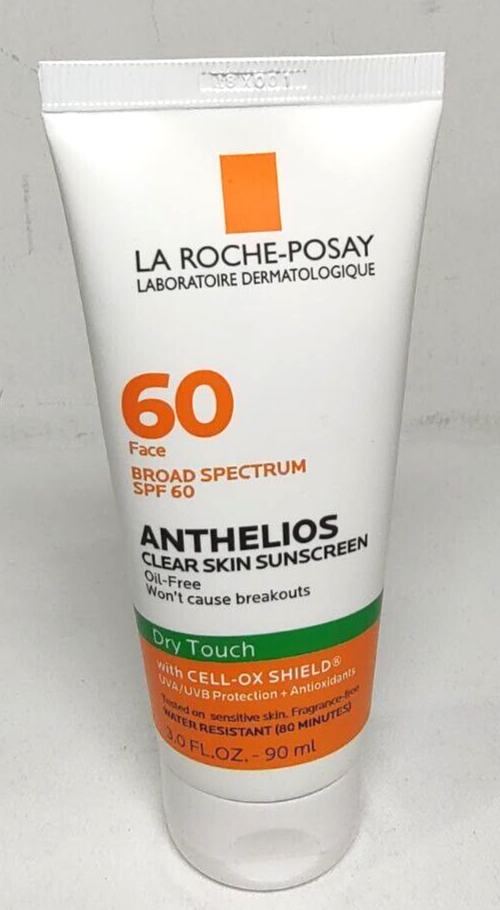 LA ROCHE-POSAY
LABORATOIRE DERMATOLOGIQUE
60
Face
BROAD SPECTRUM
SPF 60
ANTHELIOS
CLEAR SKIN SUNSCREEN
Oil-Free
Won't cause breakouts
Dry Touch
with CELL-OX SHIELD®
UVA/UVB Protection + Antioxidants
Tested on sensitive skin. Fragrance-free
WATER RESISTANT (80 MINUTES)
3.0 FL.OZ. - 90 ml